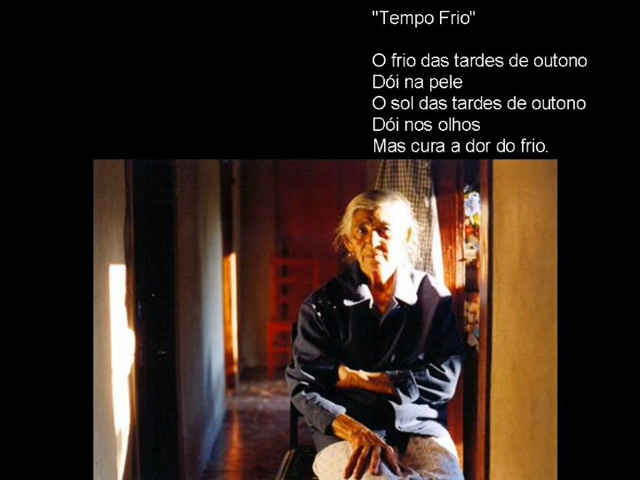 "Tempo Frio"
O frio das tardes de outono
Dói na pele
O sol das tardes de outono
Dói nos olhos
Mas cura a dor do frio.